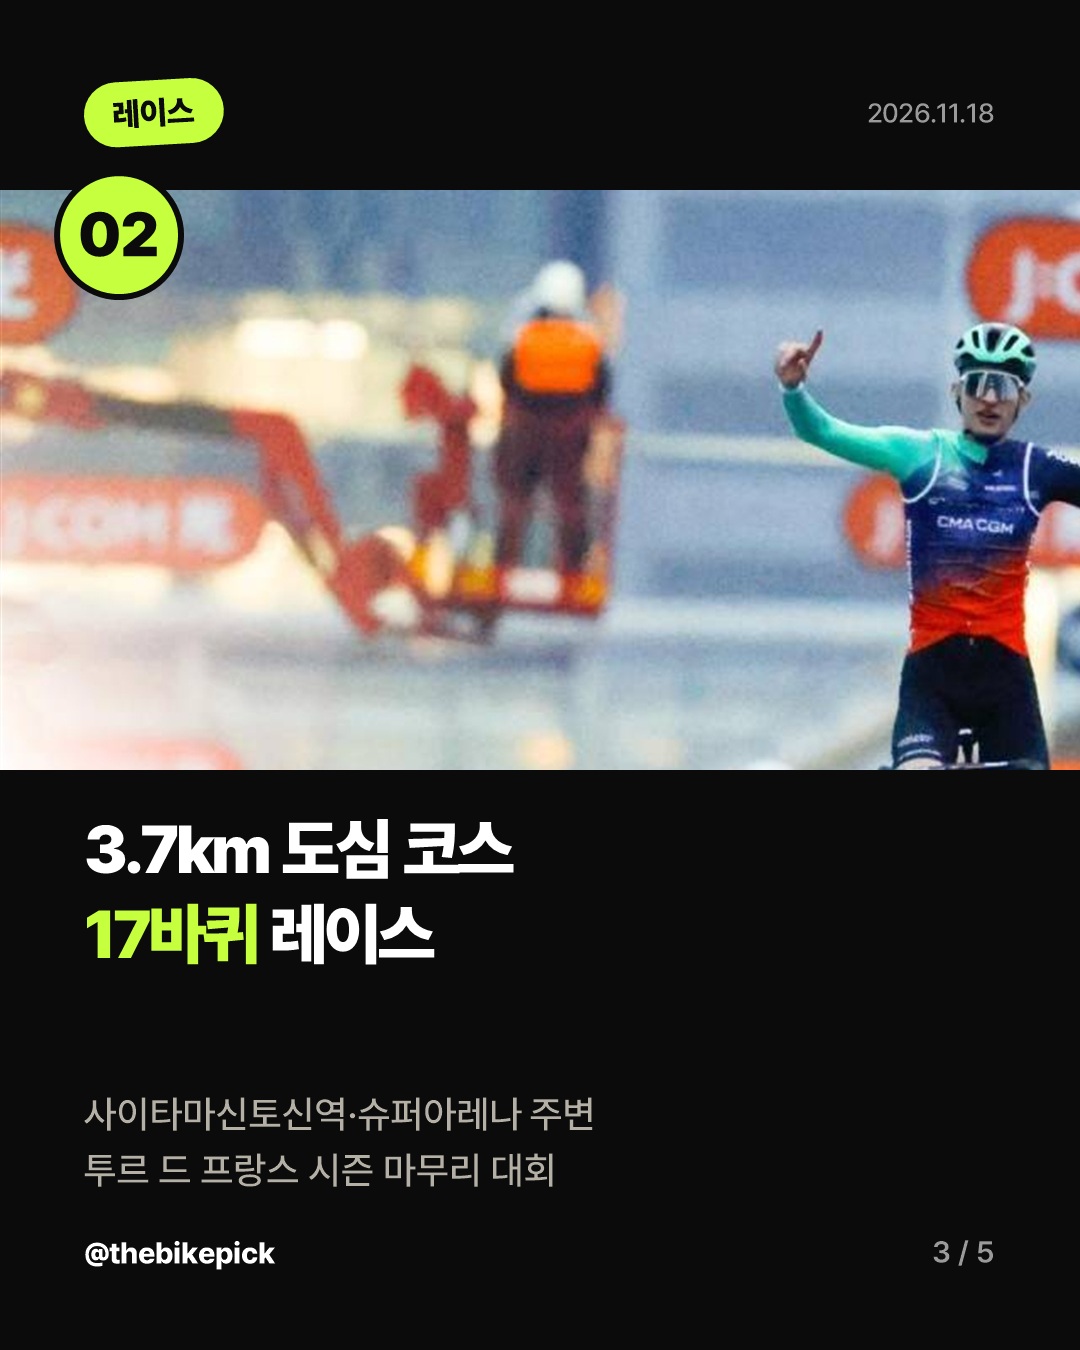 레이스
2026.11.18
02
CMA CGM
J:COM
3.7km 도심 코스
17바퀴 레이스
사이타마신토신역·슈퍼아레나 주변
투르 드 프랑스 시즌 마무리 대회
@thebikepick
3 / 5